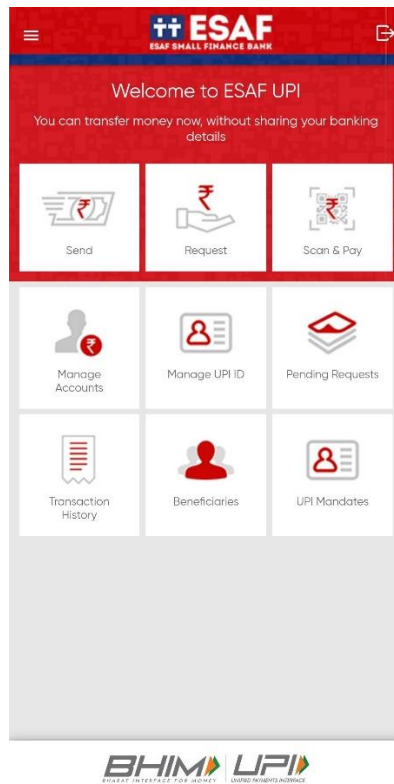 ESAF
ESAF SMALL FINANCE BANK
Welcome to ESAF UPI
You can transfer money now, without sharing your banking
details
Send
Request
Scan & Pay
Manage
Accounts
Manage UPI ID
Pending Requests
Transaction
History
Beneficiaries
UPI Mandates
BHIM UPI
BHARAT INTERFACE FOR MONEY UNIFIED PAYMENTS INTERFACE